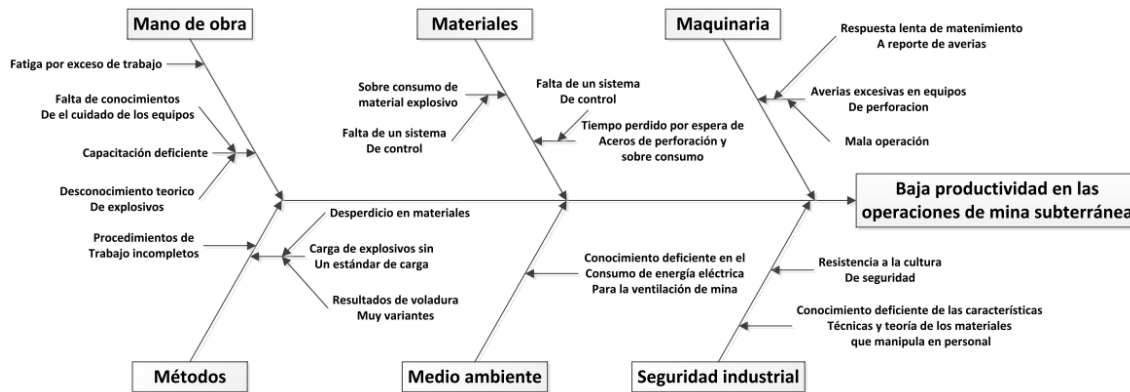 Mano de obra
Materiales
Maquinaria
Fatiga por exceso de trabajo
Falta de conocimientos
De el cuidado de los equipos
Capacitación deficiente
Desconocimiento teorico
De explosivos
Sobre consumo de
material explosivo
Falta de un sistema
De control
Falta de un sistema
De control
Tiempo perdido por espera de
Aceros de perforación y
sobre consumo
Respuesta lenta de matenimiento
A reporte de averias
Averias excesivas en equipos
De perforacion
Mala operación
Baja productividad en las
operaciones de mina subterránea
Procedimientos de
Trabajo incompletos
Desperdicio en materiales
Carga de explosivos sin
Un estándar de carga
Resultados de voladura
Muy variantes
Conocimiento deficiente en el
Consumo de energía eléctrica
Para la ventilación de mina
Resistencia a la cultura
De seguridad
Conocimiento deficiente de las características
Técnicas y teoría de los materiales
que manipula en personal
Métodos
Medio ambiente
Seguridad industrial